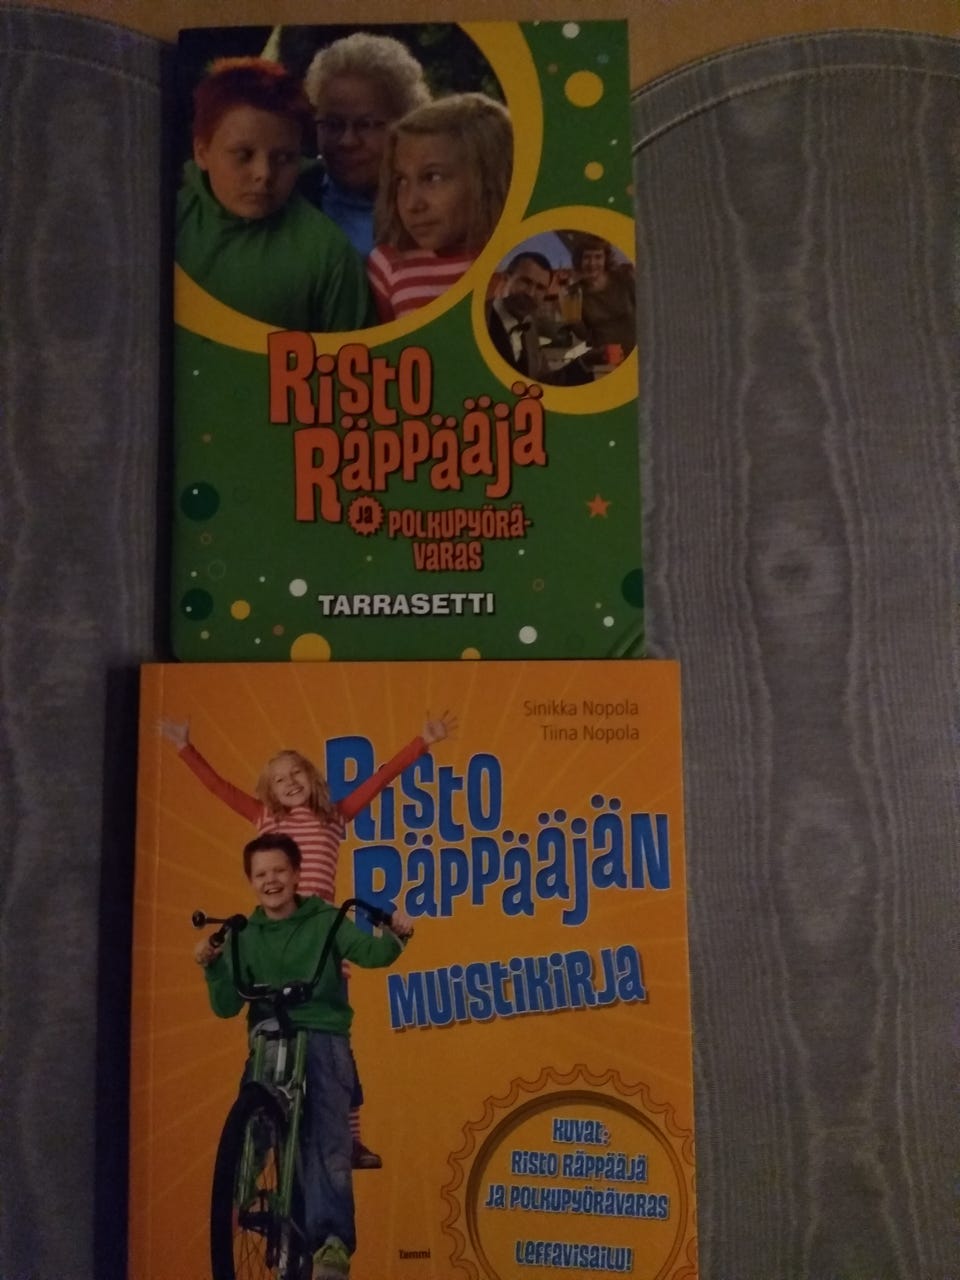 Risto
Räppääjä
ja POLKUPYÖRÄ-
VARAS
TARRASETTI
Sinikka Nopola
Tiina Nopola
Risto
Räppääjän
Muistikirja
Kuvat:
Risto Räppääjä
ja polkupyörävaras
Leffavisailu!
Tammi